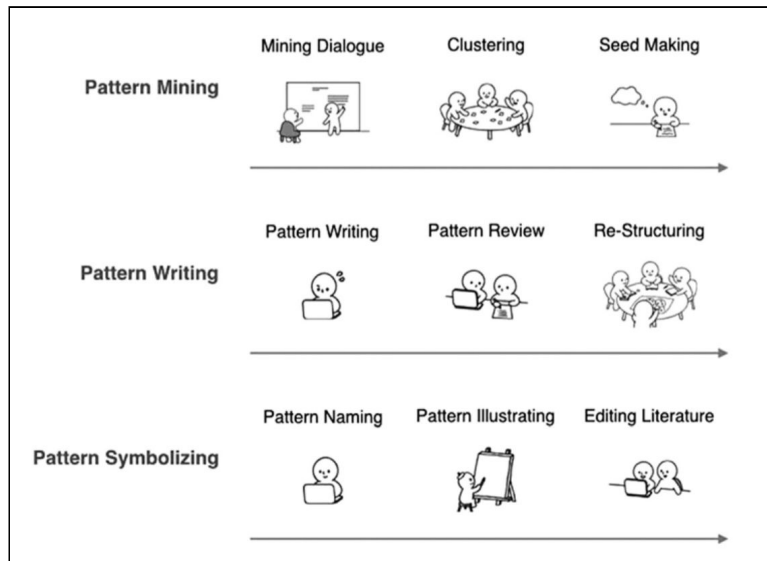 Mining Dialogue Clustering Seed Making
Pattern Mining
Pattern Writing Pattern Review Re-Structuring
Pattern Writing
Pattern Naming Pattern Illustrating Editing Literature
Pattern Symbolizing